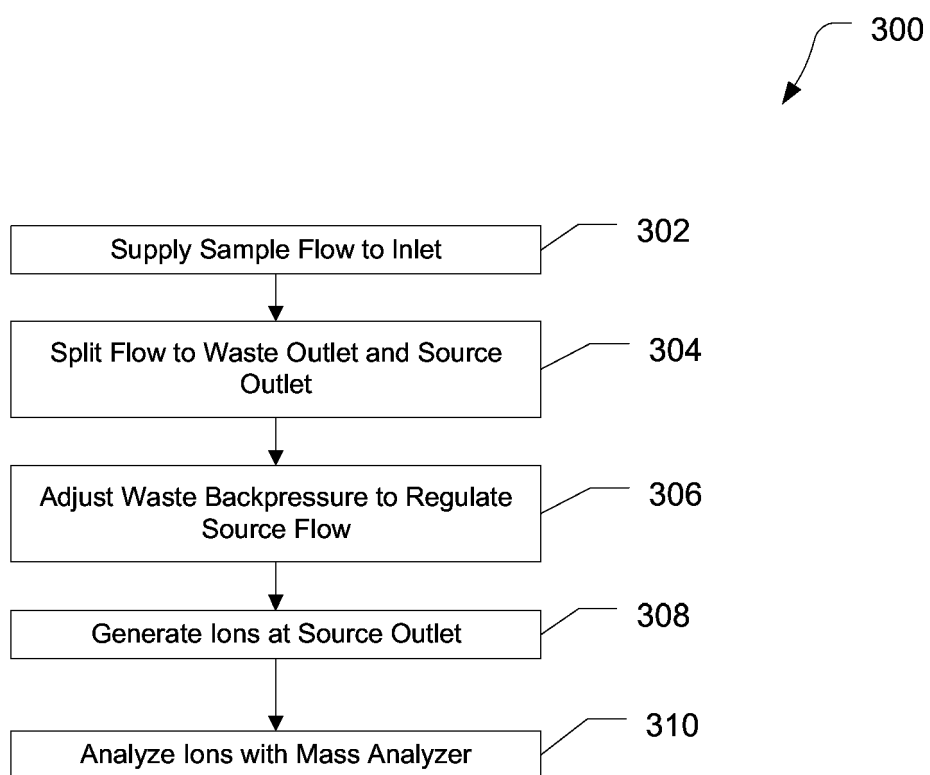 300
Supply Sample Flow to Inlet
302
Split Flow to Waste Outlet and Source
Outlet
304
Adjust Waste Backpressure to Regulate
Source Flow
306
Generate Ions at Source Outlet
308
Analyze Ions with Mass Analyzer
310